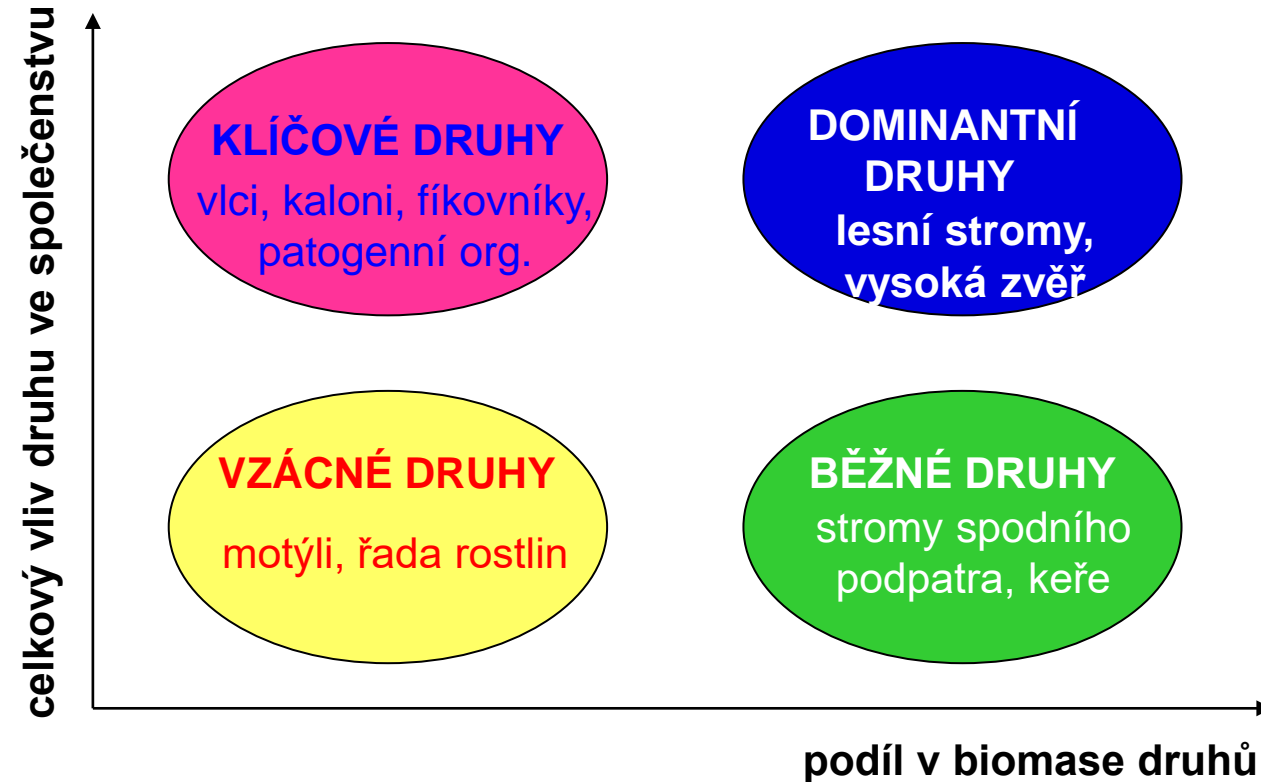 celkový vliv druhu ve společenstvu
KLÍČOVÉ DRUHY
vlci, kaloni, fíkovníky,
patogenní org.
DOMINANTNÍ
DRUHY
lesní stromy,
vysoká zvěř
VZÁCNÉ DRUHY
motýli, řada rostlin
BĚŽNÉ DRUHY
stromy spodního
podpatra, keře
podíl v biomase druhů